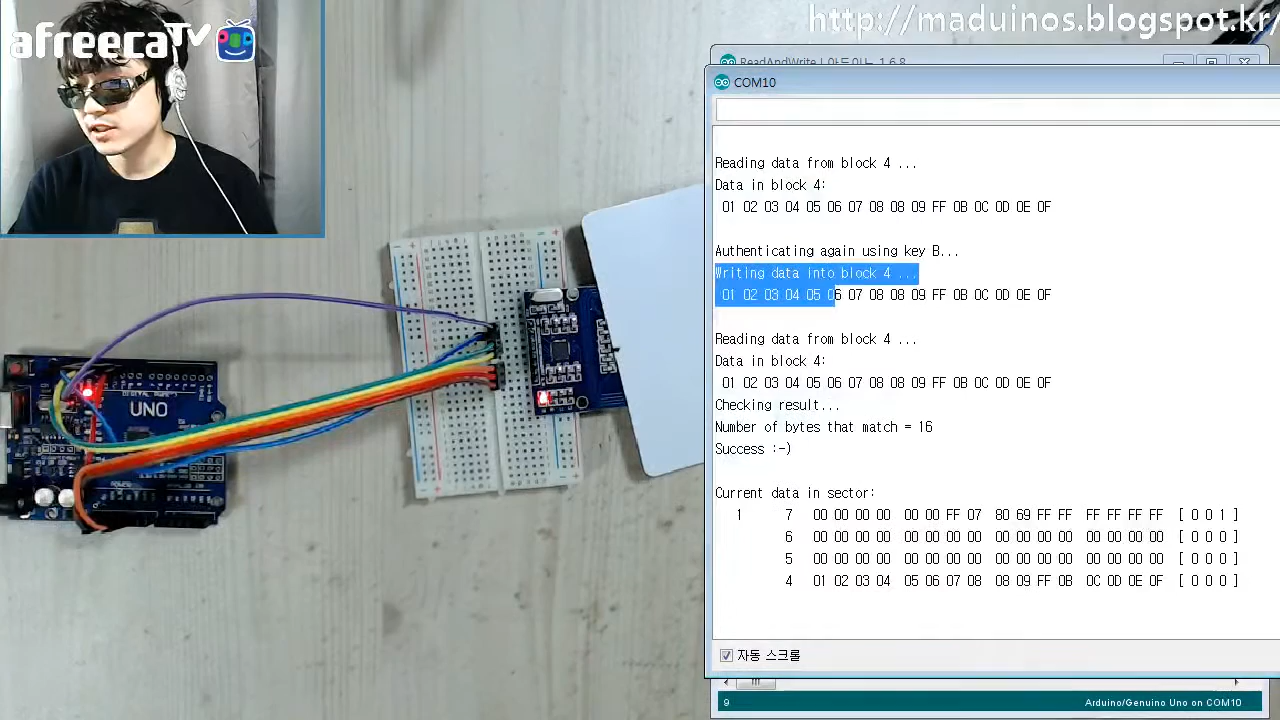 afreecaTV
http://maduinos.blogspot.kr/
ReadAndWrite | 아두이노 1.6.8
COM10
Reading data from block 4 ...
Data in block 4:
01 02 03 04 05 06 07 08 08 09 FF 0B 0C 0D 0E 0F
Authenticating again using key B...
Writing data into block 4 ...
01 02 03 04 05 06 07 08 08 09 FF 0B 0C 0D 0E 0F
Reading data from block 4 ...
Data in block 4:
01 02 03 04 05 06 07 08 08 09 FF 0B 0C 0D 0E 0F
Checking result...
Number of bytes that match = 16
Success :-)
Current data in sector:
1 7 00 00 00 00 00 00 FF 07 80 69 FF FF FF FF FF FF [ 0 0 1 ]
6 00 00 00 00 00 00 00 00 00 00 00 00 00 00 00 00 [ 0 0 0 ]
5 00 00 00 00 00 00 00 00 00 00 00 00 00 00 00 00 [ 0 0 0 ]
4 01 02 03 04 05 06 07 08 08 09 FF 0B 0C 0D 0E 0F [ 0 0 0 ]
자동 스크롤
9
Arduino/Genuino Uno on COM10
UNO